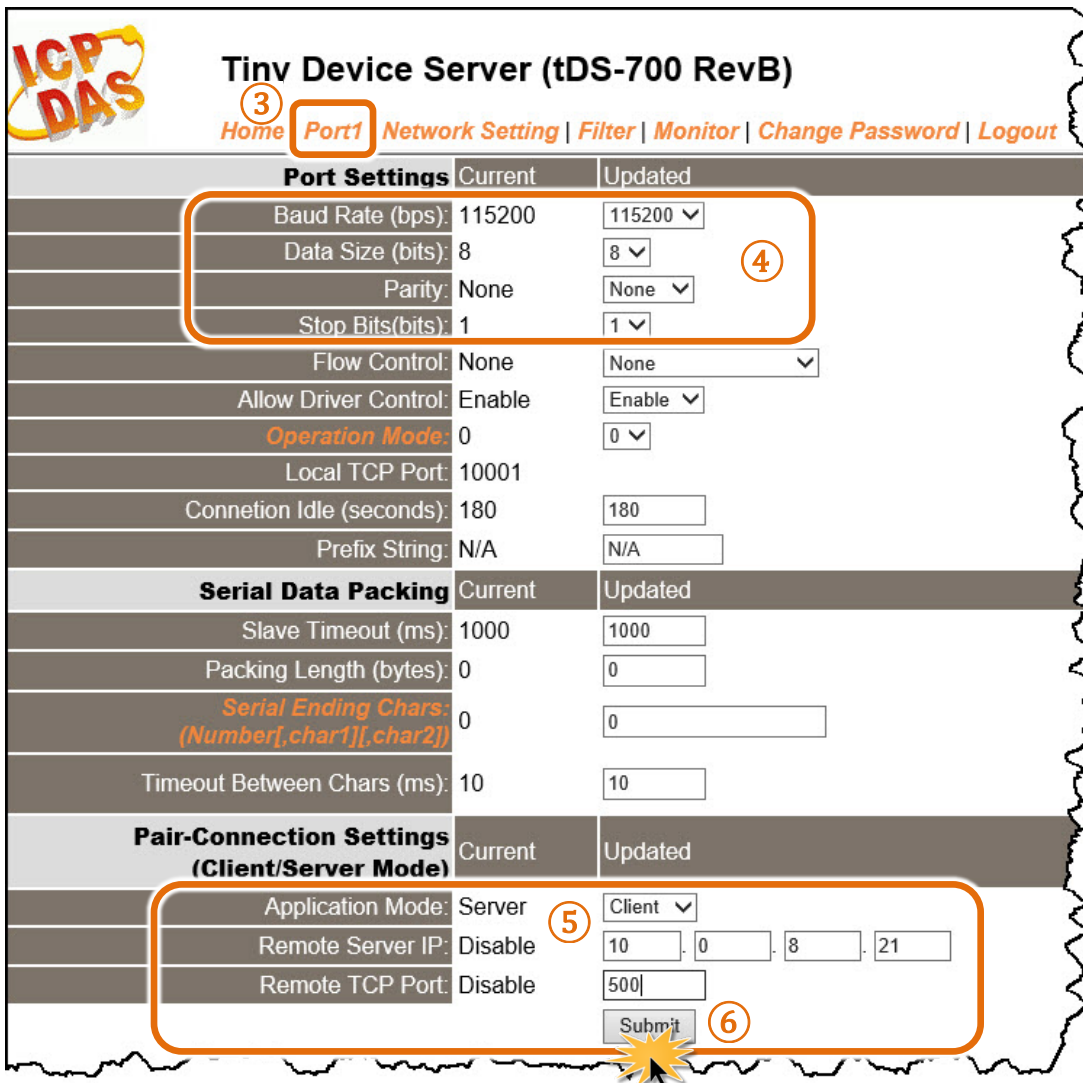 ICP
DAS
Tiny Device Server (tDS-700 RevB)
③
Home | Port1 | Network Setting | Filter | Monitor | Change Password | Logout
Port Settings Current Updated
Baud Rate (bps): 115200 115200
Data Size (bits): 8 8
④
Parity: None None
Stop Bits(bits): 1 1
Flow Control: None None
Allow Driver Control: Enable Enable
Operation Mode: 0 0
Local TCP Port: 10001
Connetion Idle (seconds): 180 180
Prefix String: N/A N/A
Serial Data Packing Current Updated
Slave Timeout (ms): 1000 1000
Packing Length (bytes): 0 0
Serial Ending Chars:
(Number[,char1][,char2]) 0 0
Timeout Between Chars (ms): 10 10
Pair-Connection Settings
(Client/Server Mode) Current Updated
Application Mode: Server Client
⑤
Remote Server IP: Disable 10 . 0 . 8 . 21
Remote TCP Port: Disable 500
Submit ⑥